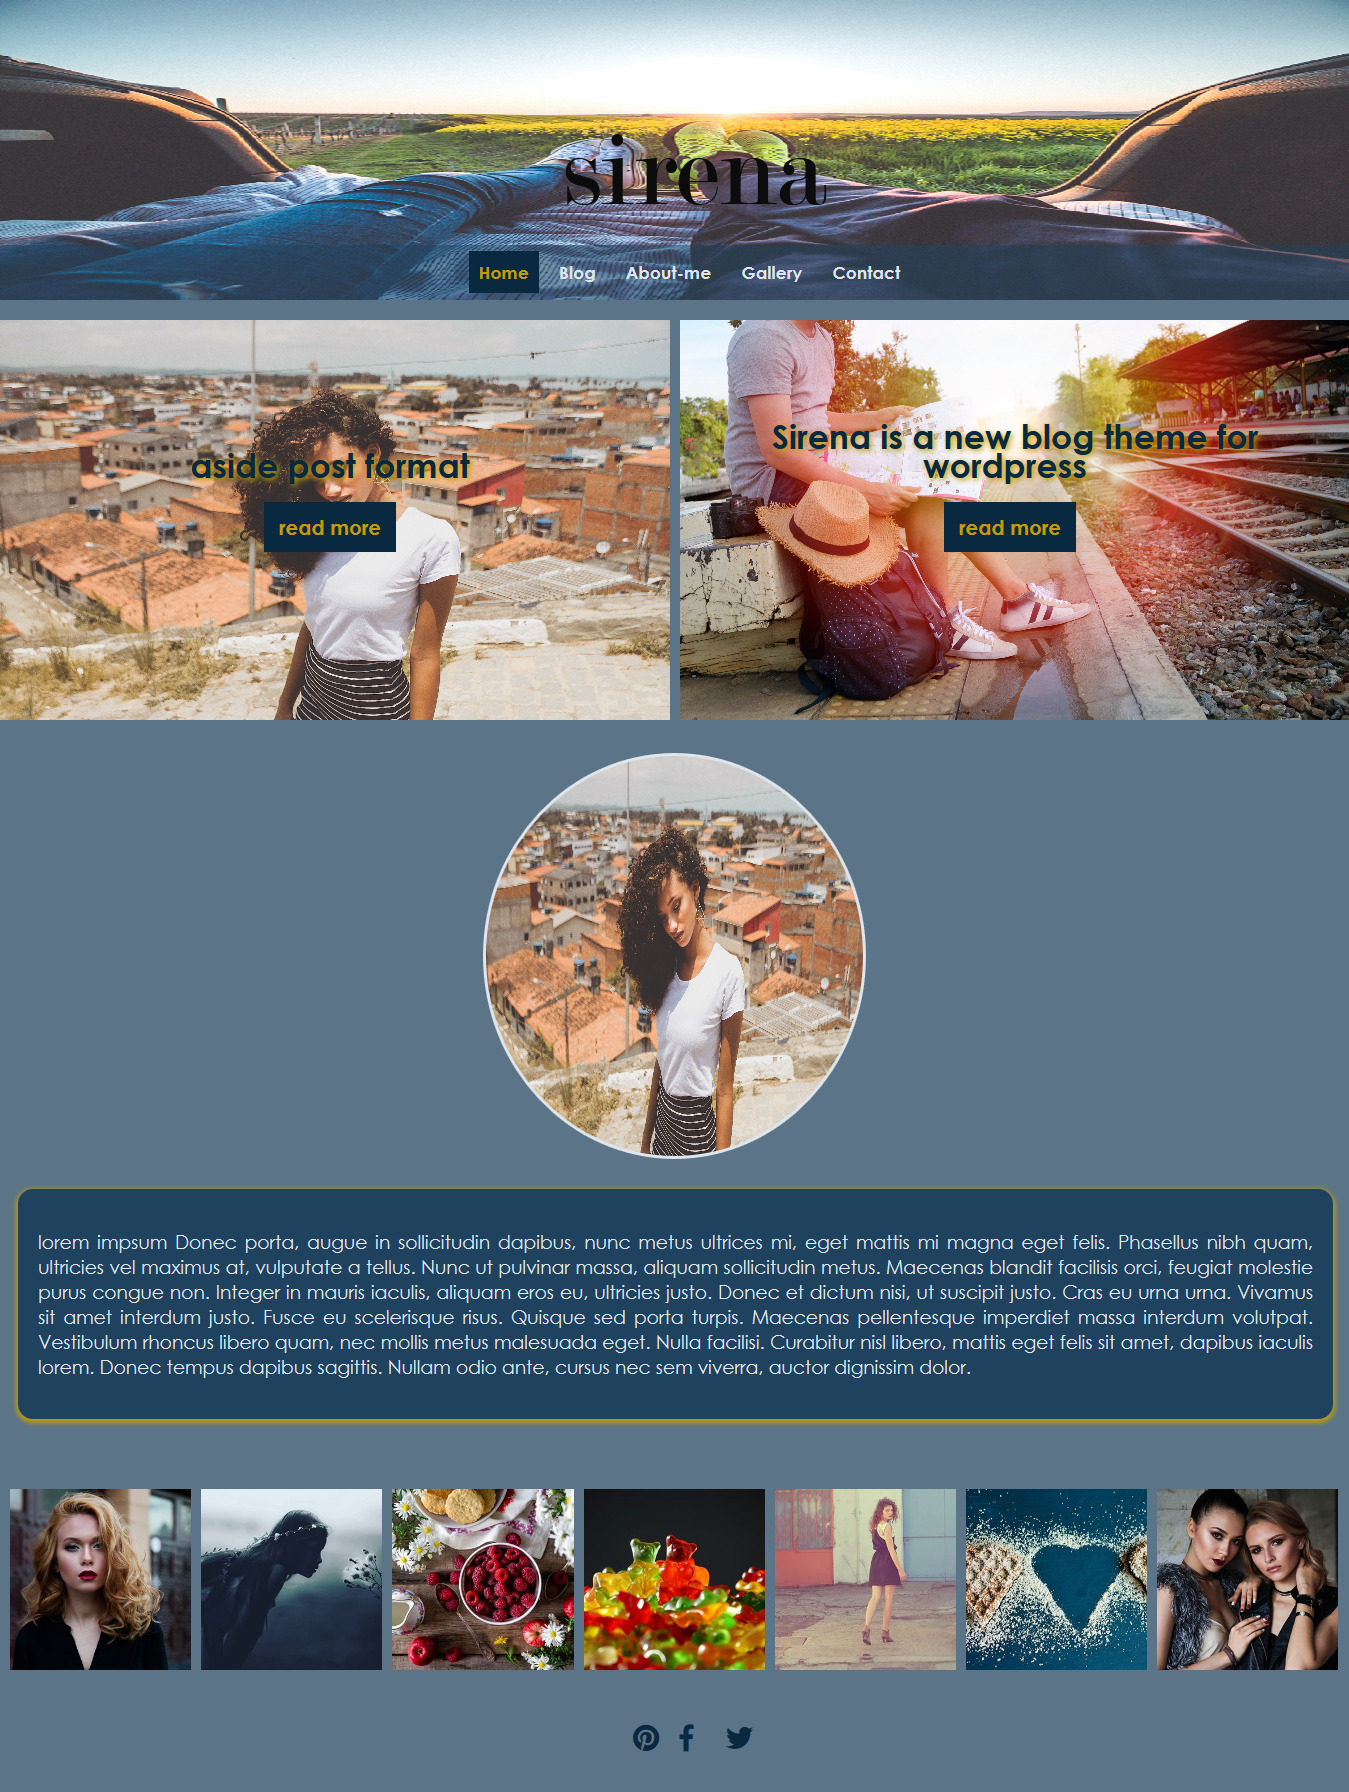 sirena
Home Blog About-me Gallery Contact
aside post format
read more
Sirena is a new blog theme for
wordpress
read more
lorem impsum Donec porta, augue in sollicitudin dapibus, nunc metus ultrices mi, eget mattis mi magna eget felis. Phasellus nibh quam,
ultricies vel maximus at, vulputate a tellus. Nunc ut pulvinar massa, aliquam sollicitudin metus. Maecenas blandit facilisis orci, feugiat molestie
purus congue non. Integer in mauris iaculis, aliquam eros eu, ultricies justo. Donec et dictum nisi, ut suscipit justo. Cras eu urna urna. Vivamus
sit amet interdum justo. Fusce eu scelerisque risus. Quisque sed porta turpis. Maecenas pellentesque imperdiet massa interdum volutpat.
Vestibulum rhoncus libero quam, nec mollis metus malesuada eget. Nulla facilisi. Curabitur nisl libero, mattis eget felis sit amet, dapibus iaculis
lorem. Donec tempus dapibus sagittis. Nullam odio ante, cursus nec sem viverra, auctor dignissim dolor.